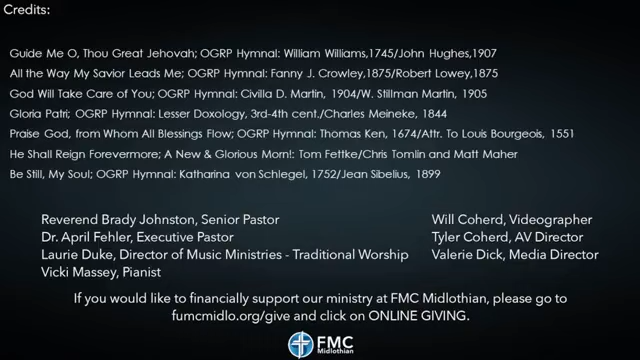 Credits:
Guide Me O, Thou Great Jehovah; OGRP Hymnal: William Williams,1745/John Hughes,1907
All the Way My Savior Leads Me; OGRP Hymnal: Fanny J. Crowley,1875/Robert Lowey,1875
God Will Take Care of You; OGRP Hymnal: Civilla D. Martin, 1904/W. Stillman Martin, 1905
Gloria Patri; OGRP Hymnal: Lesser Doxology, 3rd-4th cent./Charles Meineke, 1844
Praise God, from Whom All Blessings Flow; OGRP Hymnal: Thomas Ken, 1674/Attr. To Louis Bourgeois, 1551
He Shall Reign Forevermore; A New & Glorious Morn!: Tom Fettke/Chris Tomlin and Matt Maher
Be Still, My Soul; OGRP Hymnal: Katharina von Schlegel, 1752/Jean Sibelius, 1899
Reverend Brady Johnston, Senior Pastor
Dr. April Fehler, Executive Pastor
Laurie Duke, Director of Music Ministries - Traditional Worship
Vicki Massey, Pianist
Will Coherd, Videographer
Tyler Coherd, AV Director
Valerie Dick, Media Director
If you would like to financially support our ministry at FMC Midlothian, please go to
fumcmidlo.org/give and click on ONLINE GIVING.
FMC
Midlothian